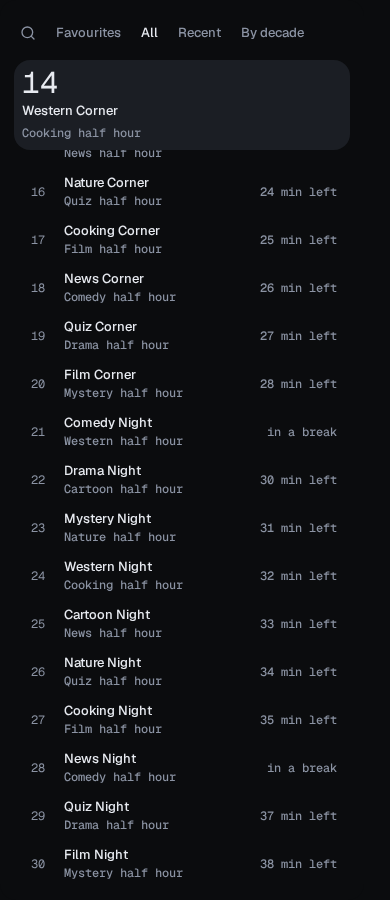 Favourites All Recent By decade
14
Western Corner
Cooking half hour
News half hour
16 Nature Corner 24 min left
Quiz half hour
17 Cooking Corner 25 min left
Film half hour
18 News Corner 26 min left
Comedy half hour
19 Quiz Corner 27 min left
Drama half hour
20 Film Corner 28 min left
Mystery half hour
21 Comedy Night in a break
Western half hour
22 Drama Night 30 min left
Cartoon half hour
23 Mystery Night 31 min left
Nature half hour
24 Western Night 32 min left
Cooking half hour
25 Cartoon Night 33 min left
News half hour
26 Nature Night 34 min left
Quiz half hour
27 Cooking Night 35 min left
Film half hour
28 News Night in a break
Comedy half hour
29 Quiz Night 37 min left
Drama half hour
30 Film Night 38 min left
Mystery half hour